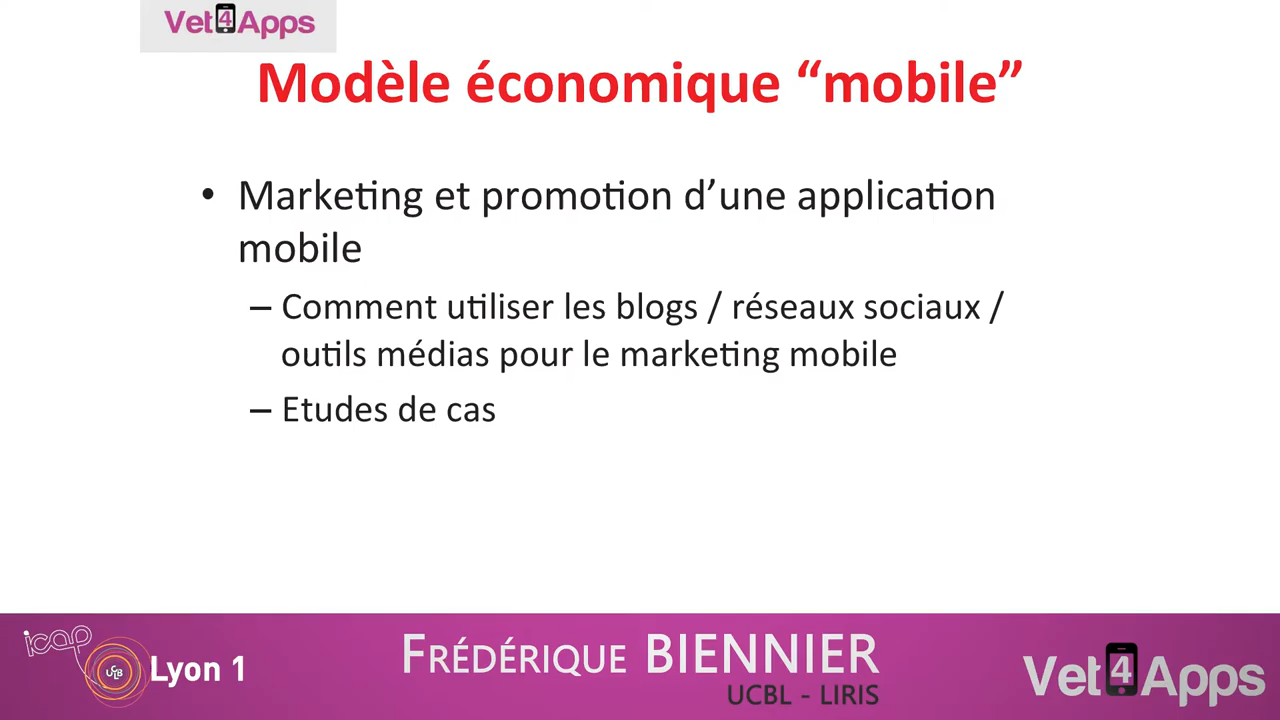 Vet4Apps
Modèle économique “mobile”
• Marketing et promotion d’une application
mobile
– Comment utiliser les blogs / réseaux sociaux /
outils médias pour le marketing mobile
– Etudes de cas
icap
UCBL
Lyon 1
FRÉDÉRIQUE BIENNIER
UCBL - LIRIS
Vet4Apps